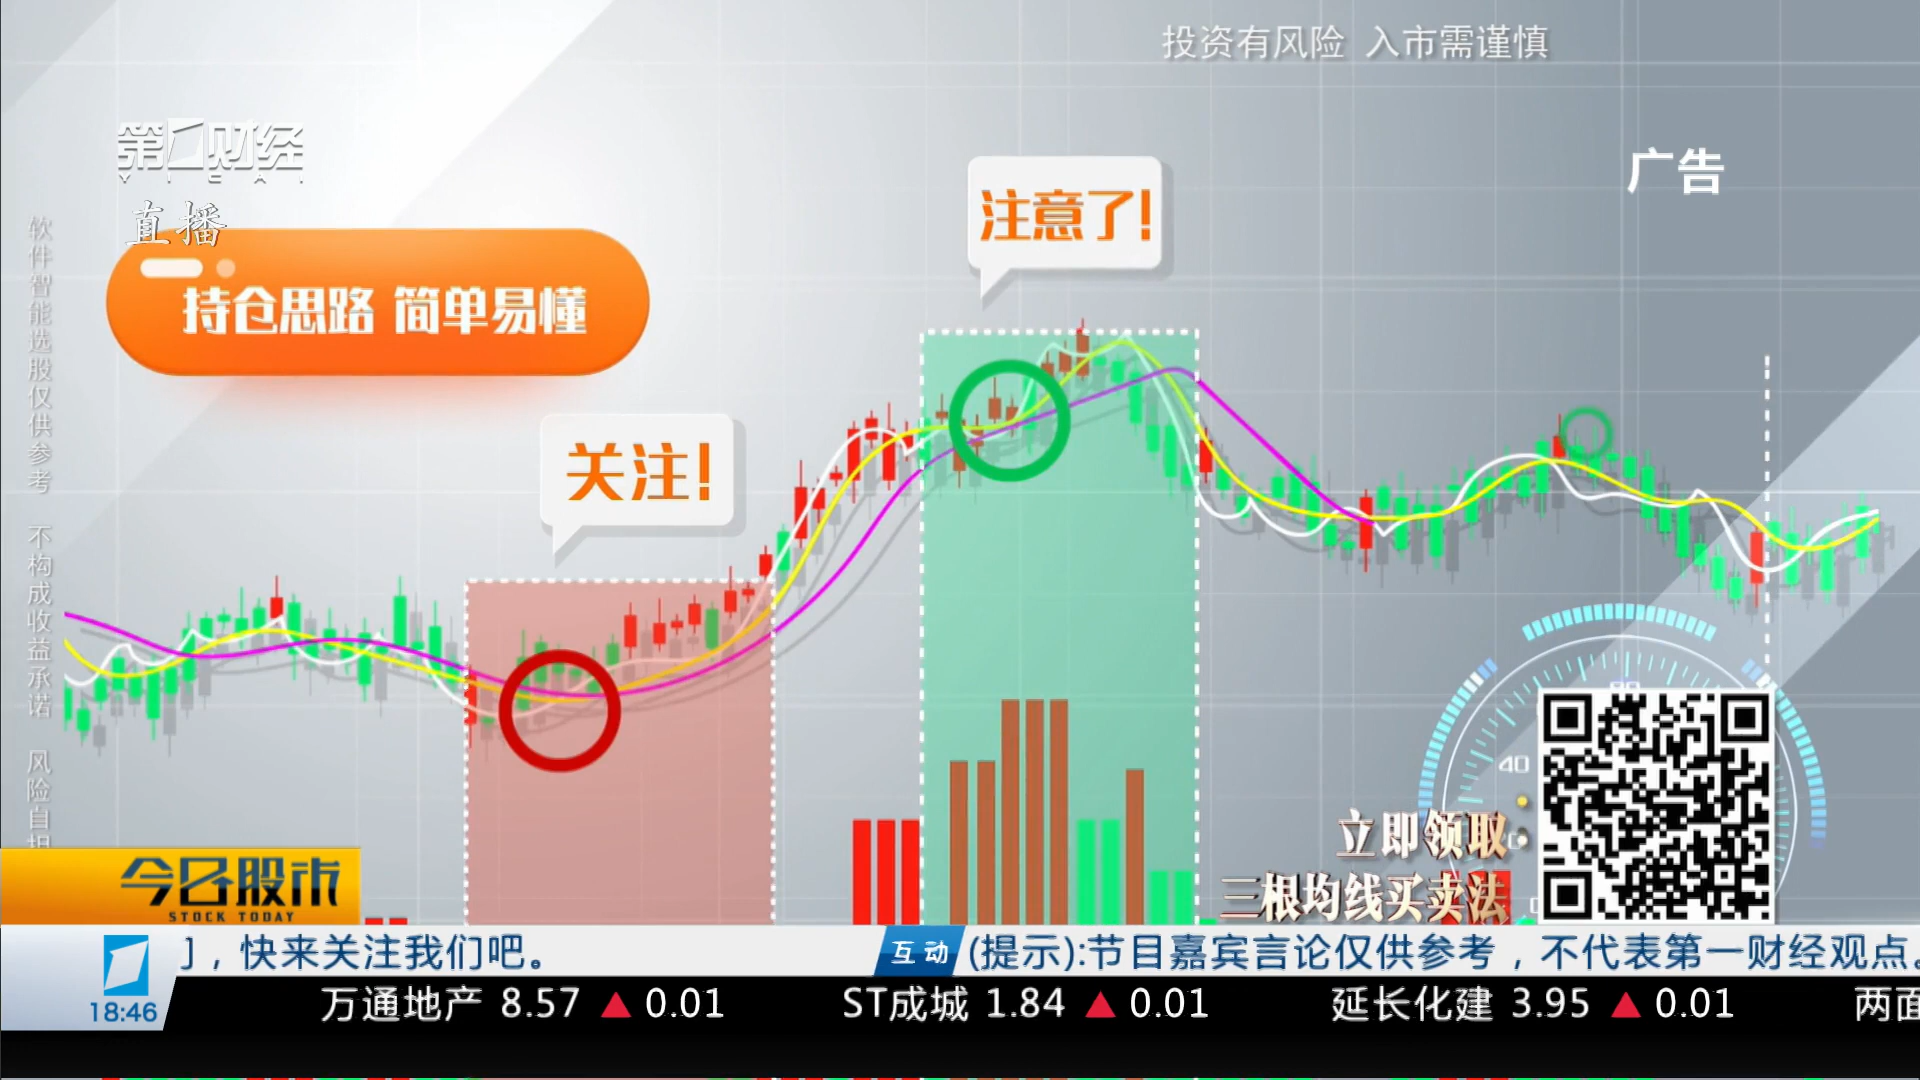 投资有风险 入市需谨慎
第一财经
YICAI
直播
广告
注意了!
持仓思路 简单易懂
关注!
软件智能选股仅供参考 不构成收益承诺 风险自担
40
立即领取
三根均线买卖法
今日股市
STOCK TODAY
,快来关注我们吧。
互动
(提示):节目嘉宾言论仅供参考,不代表第一财经观点。
18:46
万通地产 8.57 ▲ 0.01
ST成城 1.84 ▲ 0.01
延长化建 3.95 ▲ 0.01
两面